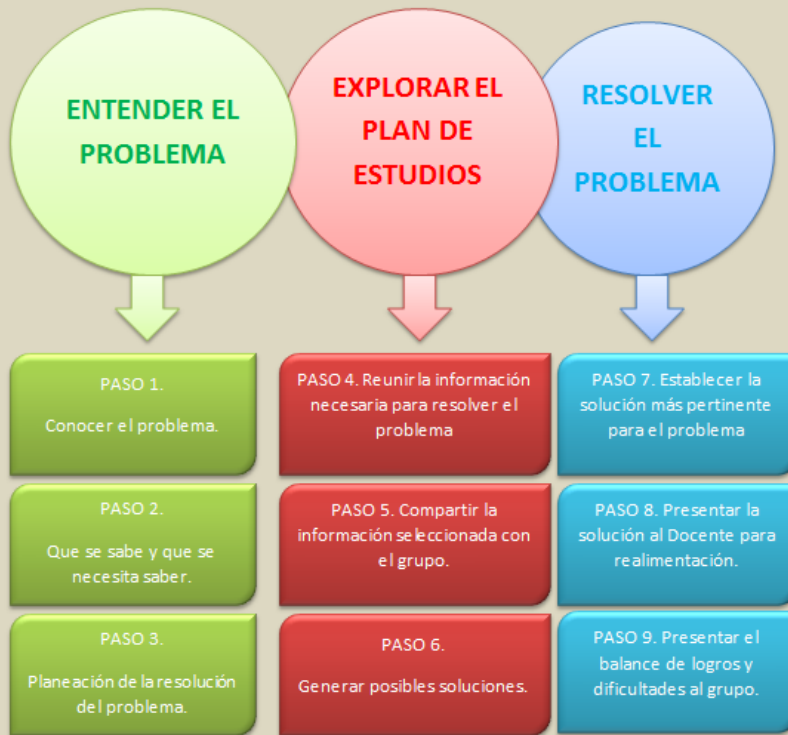 ENTENDER EL
PROBLEMA
EXPLORAR EL
PLAN DE
ESTUDIOS
RESOLVER
EL
PROBLEMA
PASO 1.
Conocer el problema.
PASO 2.
Que se sabe y que se
necesita saber.
PASO 3.
Planeación de la resolución
del problema.
PASO 4. Reunir la información
necesaria para resolver el
problema
PASO 5. Compartir la
información seleccionada con
el grupo.
PASO 6.
Generar posibles soluciones.
PASO 7. Establecer la
solución más pertinente
para el problema
PASO 8. Presentar la
solución al Docente para
realimentación.
PASO 9. Presentar el
balance de logros y
dificultades al grupo.